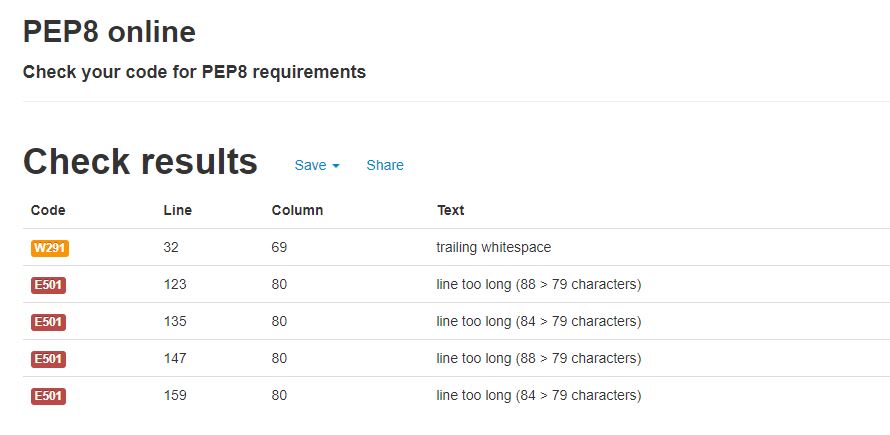 PEP8 online
Check your code for PEP8 requirements
Check results Save Share
Code Line Column Text
W291 32 69 trailing whitespace
E501 123 80 line too long (88 > 79 characters)
E501 135 80 line too long (84 > 79 characters)
E501 147 80 line too long (88 > 79 characters)
E501 159 80 line too long (84 > 79 characters)